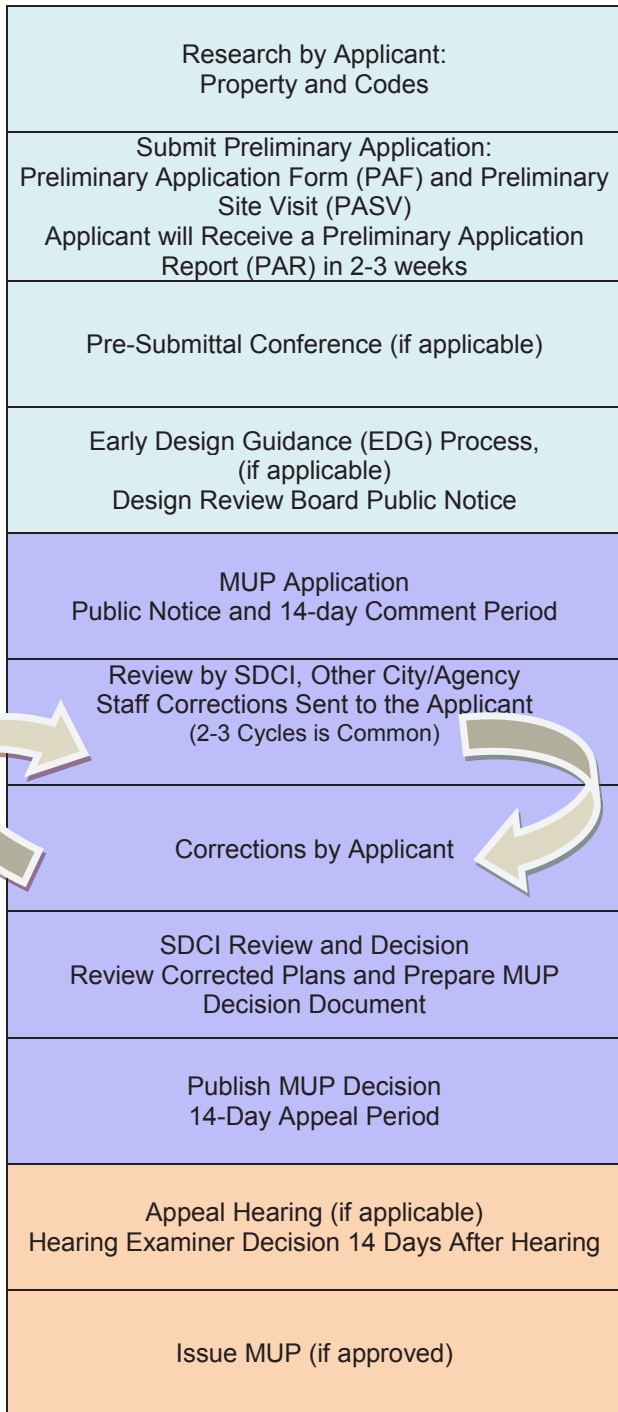 Research by Applicant:
Property and Codes
Submit Preliminary Application:
Preliminary Application Form (PAF) and Preliminary
Site Visit (PASV)
Applicant will Receive a Preliminary Application
Report (PAR) in 2-3 weeks
Pre-Submittal Conference (if applicable)
Early Design Guidance (EDG) Process,
(if applicable)
Design Review Board Public Notice
MUP Application
Public Notice and 14-day Comment Period
Review by SDCI, Other City/Agency
Staff Corrections Sent to the Applicant
(2-3 Cycles is Common)
Corrections by Applicant
SDCI Review and Decision
Review Corrected Plans and Prepare MUP
Decision Document
Publish MUP Decision
14-Day Appeal Period
Appeal Hearing (if applicable)
Hearing Examiner Decision 14 Days After Hearing
Issue MUP (if approved)